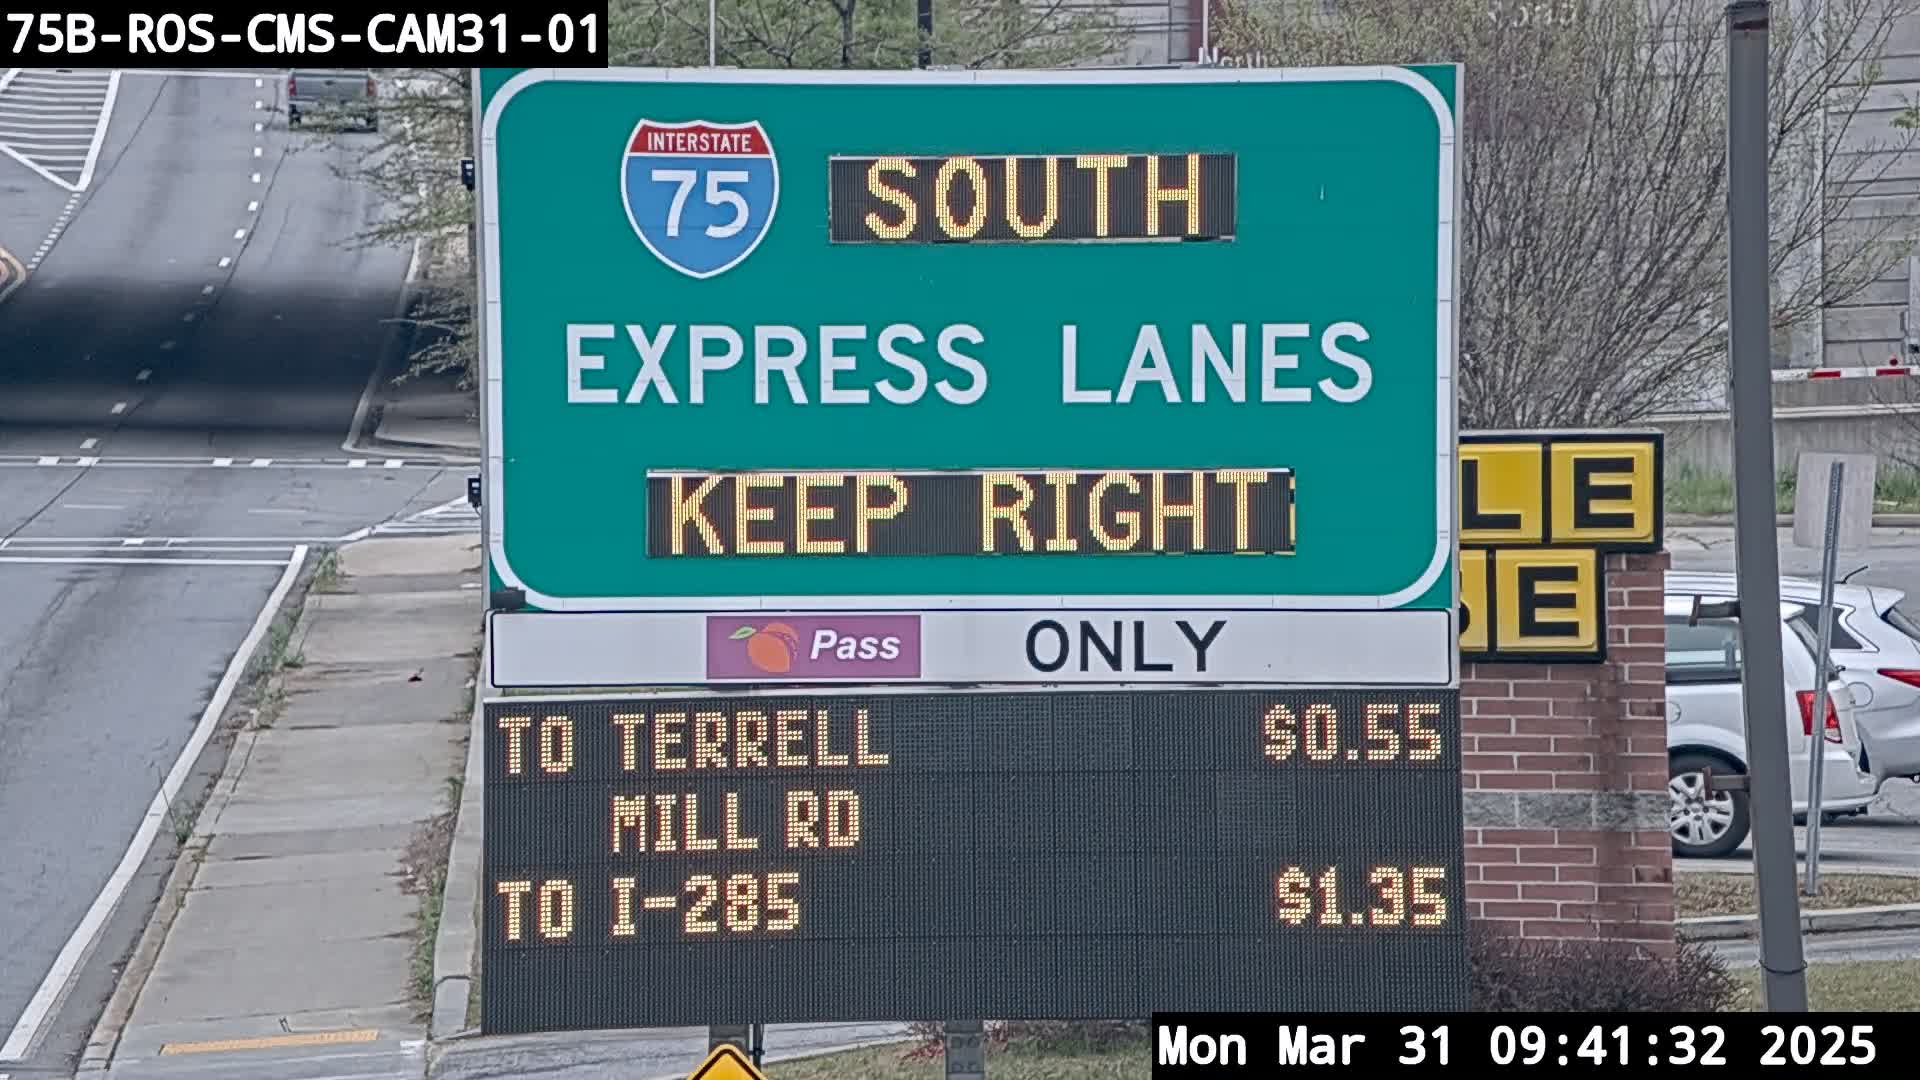 75B-ROS-CMS-CAM31-01
INTERSTATE
75
SOUTH
EXPRESS LANES
KEEP RIGHT
Pass ONLY
TO TERRELL $0.55
MILL RD
TO I-285 $1.35
LE
E
Mon Mar 31 09:41:32 2025